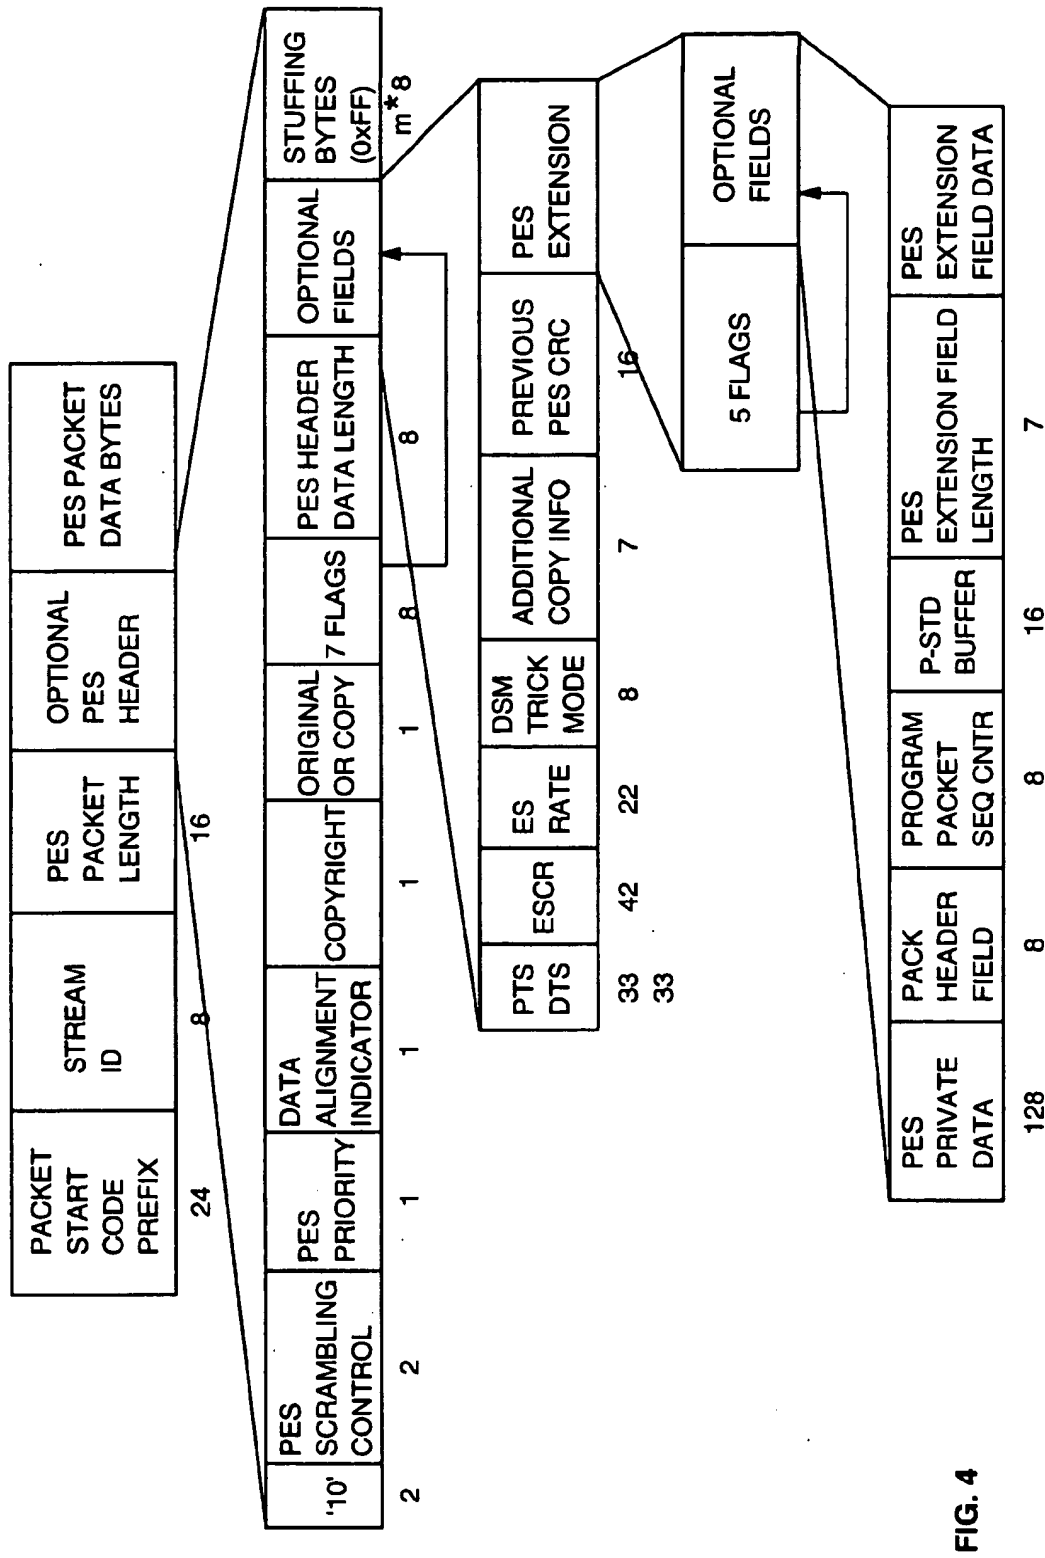 PACKET
START
CODE
PREFIX
STREAM
ID
PES
PACKET
LENGTH
OPTIONAL
PES
HEADER
PES PACKET
DATA BYTES
24
8
16
'10'
PES
SCRAMBLING
CONTROL
PES
PRIORITY
DATA
ALIGNMENT
INDICATOR
COPYRIGHT
ORIGINAL
OR COPY
7 FLAGS
PES HEADER
DATA LENGTH
OPTIONAL
FIELDS
STUFFING
BYTES
(0xFF)
2
2
1
1
1
1
8
8
m*8
PTS
DTS
ESCR
ES
RATE
DSM
TRICK
MODE
ADDITIONAL
COPY INFO
PREVIOUS
PES CRC
PES
EXTENSION
33
33
42
22
8
7
16
5 FLAGS
OPTIONAL
FIELDS
PES
PRIVATE
DATA
PACK
HEADER
FIELD
PROGRAM
PACKET
SEQ CNTR
P-STD
BUFFER
PES
EXTENSION FIELD
LENGTH
PES
EXTENSION
FIELD DATA
128
8
8
16
7
FIG. 4